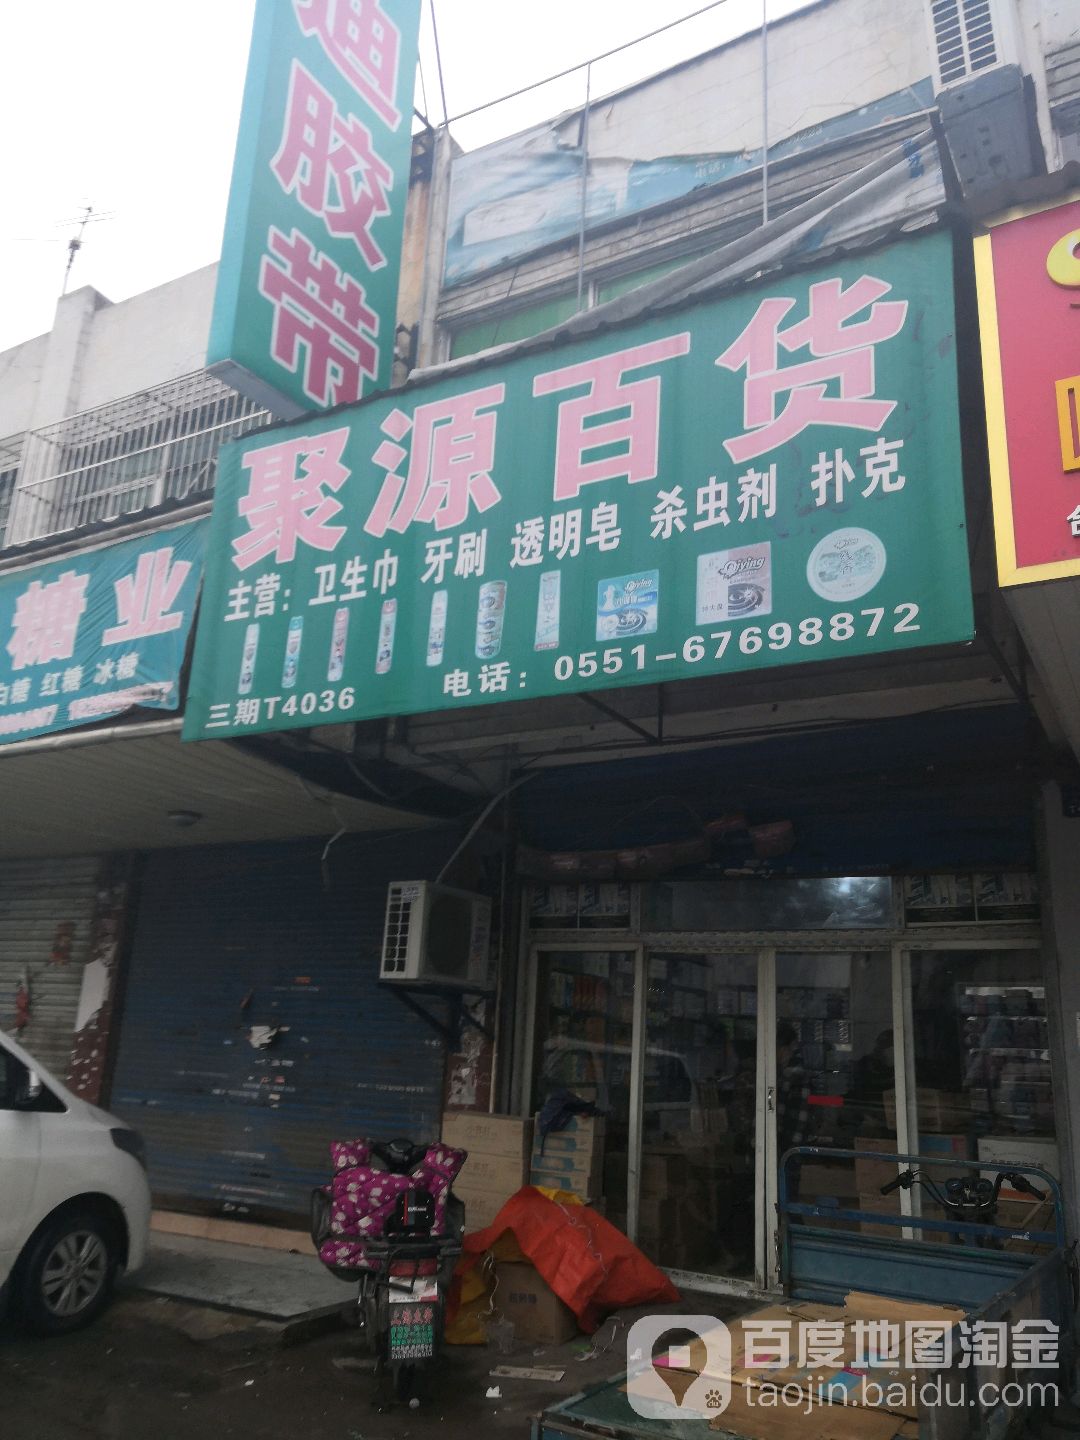 迪胶带
聚源百货
主营：卫生巾 牙刷 透明皂 杀虫剂 扑克
三期T4036
电话：0551-67698872
糖业
白糖 红糖 冰糖
百度地图淘金
taojin.baidu.com